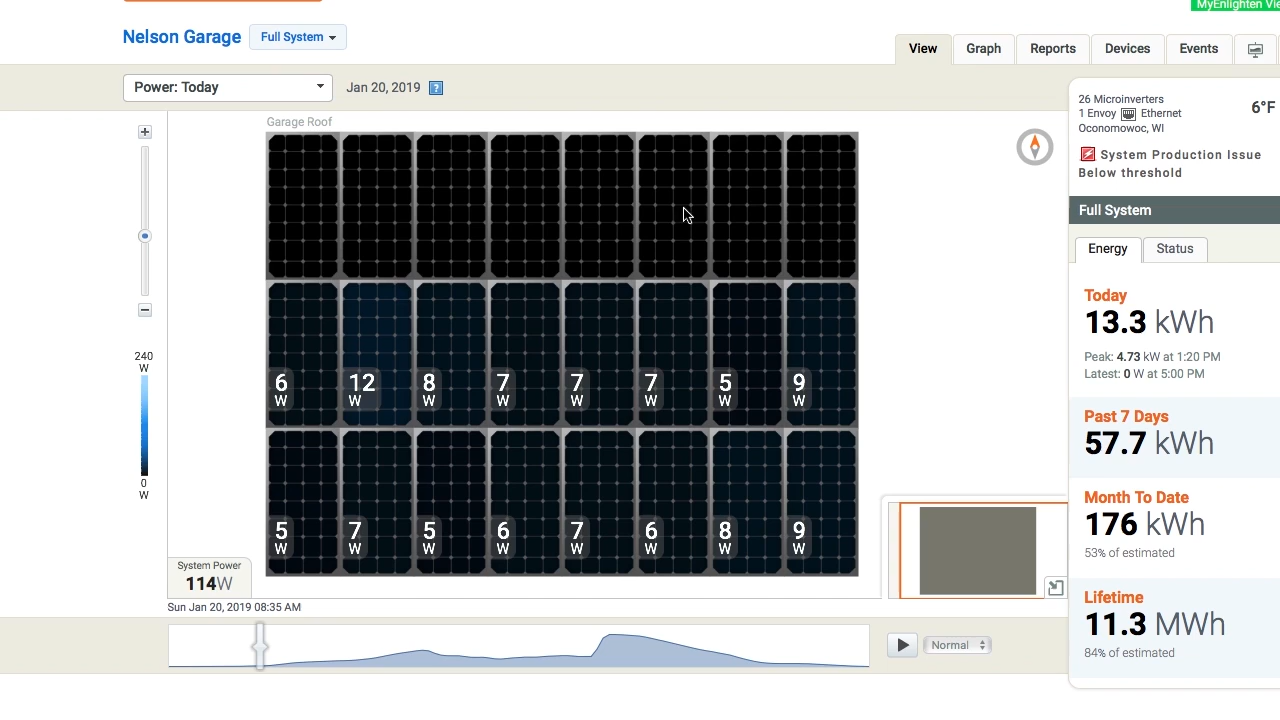 MyEnlighten Vie
Nelson Garage
Full System
View
Graph
Reports
Devices
Events
Power: Today
Jan 20, 2019
?
26 Microinverters
1 Envoy Ethernet
Oconomowoc, WI
6°F
System Production Issue
Below threshold
Garage Roof
Full System
Energy
Status
Today
13.3 kWh
Peak: 4.73 kW at 1:20 PM
Latest: 0 W at 5:00 PM
Past 7 Days
57.7 kWh
Month To Date
176 kWh
53% of estimated
Lifetime
11.3 MWh
84% of estimated
240
W
0
W
6 12 8 7 7 7 5 9
W W W W W W W W
5 7 5 6 7 6 8 9
W W W W W W W W
System Power
114W
Sun Jan 20, 2019 08:35 AM
Normal